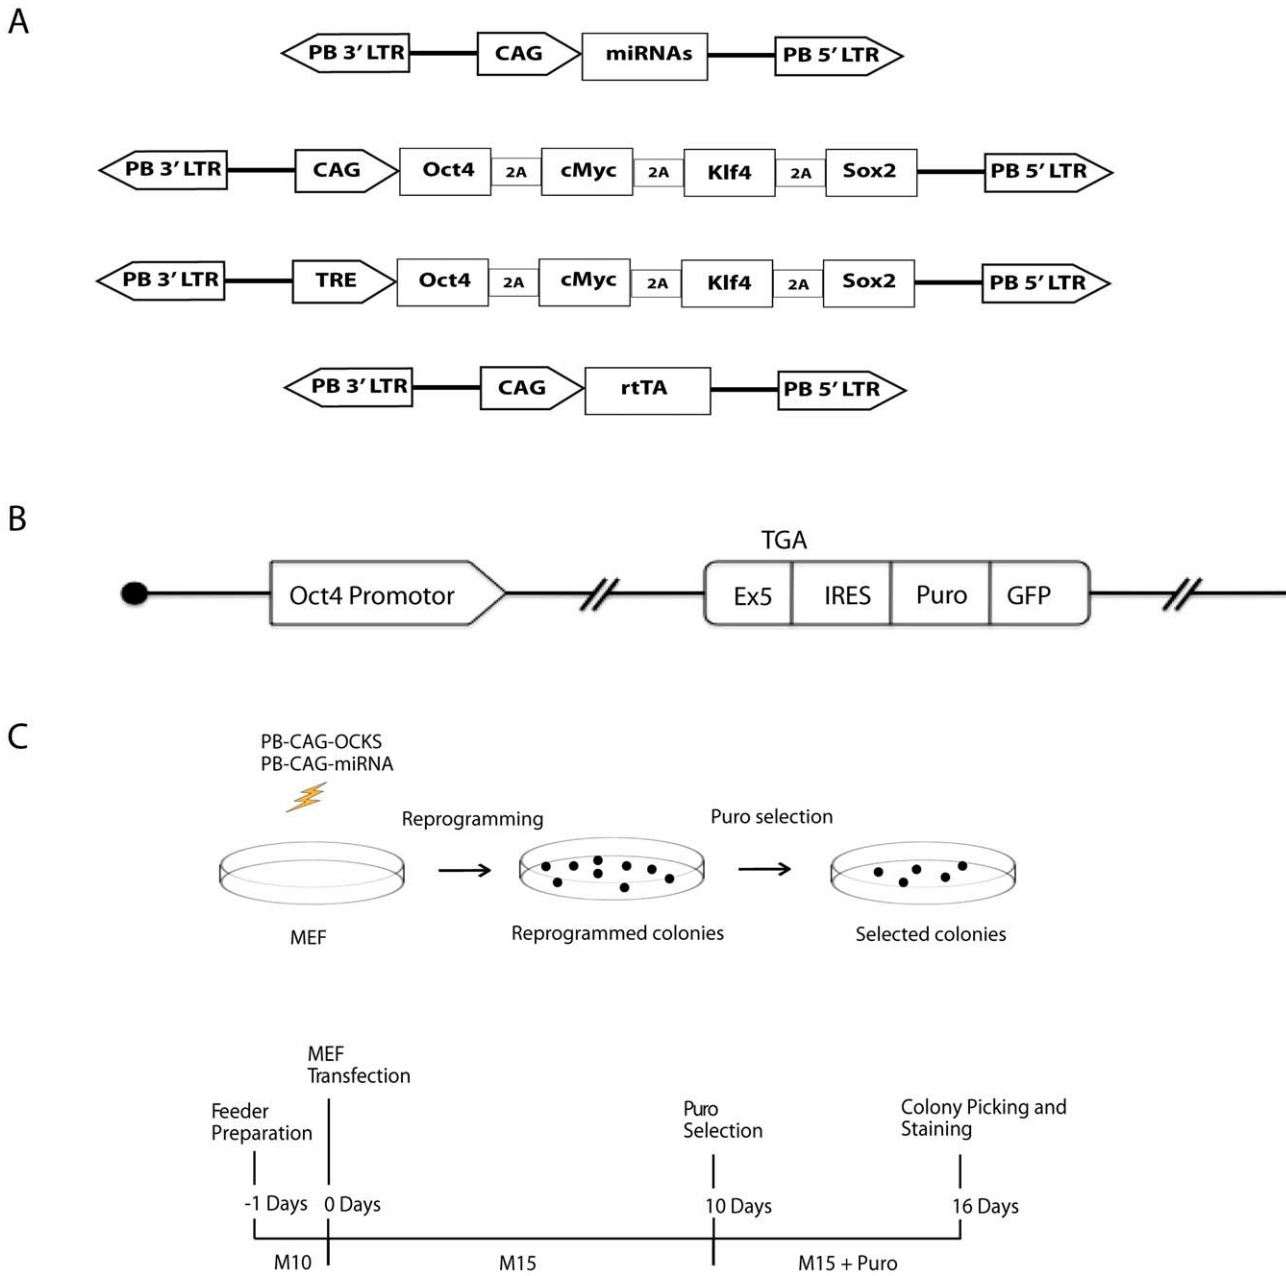 A
PB 3′ LTR CAG miRNAs PB 5′ LTR
PB 3′ LTR CAG Oct4 2A cMyc 2A Klf4 2A Sox2 PB 5′ LTR
PB 3′ LTR TRE Oct4 2A cMyc 2A Klf4 2A Sox2 PB 5′ LTR
PB 3′ LTR CAG rtTA PB 5′ LTR
B
TGA
Oct4 Promotor Ex5 IRES Puro GFP
C
PB-CAG-OCKS
PB-CAG-miRNA
Reprogramming Puro selection
MEF Reprogrammed colonies Selected colonies
MEF
Transfection
Feeder
Preparation
Puro
Selection
Colony Picking and
Staining
-1 Days 0 Days 10 Days 16 Days
M10 M15 M15 + Puro